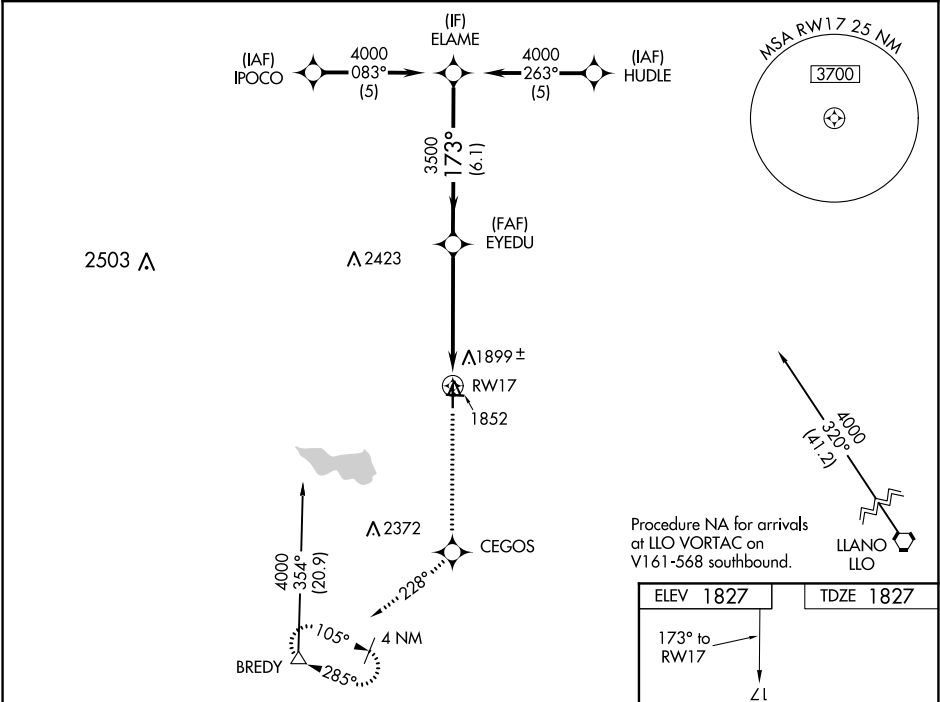 (IF)
ELAME
(IAF)
IPOCO
4000
083°
(5)
4000
263°
(5)
(IAF)
HUDLE
MSA RW17 25 NM
3700
3500
173°
(6.1)
(FAF)
EYEDU
2503
2423
1899±
RW17
1852
4000
320°
(41.2)
LLANO
LLO
Procedure NA for arrivals
at LLO VORTAC on
V161-568 southbound.
2372
CEGOS
228°
4000
354°
(20.9)
105°
4 NM
285°
BREDY
ELEV 1827
TDZE 1827
173° to
RW17
17